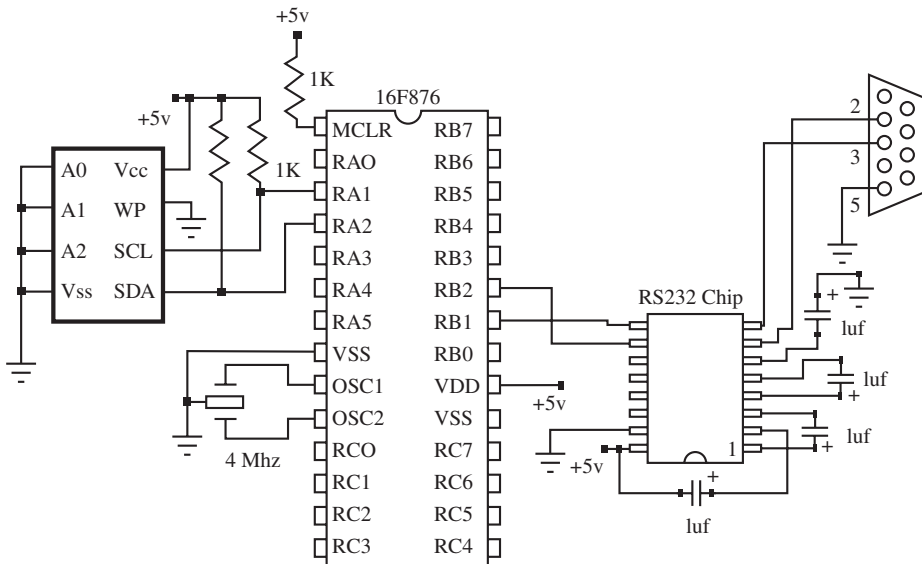 +5v
1K
+5v
1K
A0
A1
A2
Vss
Vcc
WP
SCL
SDA
16F876
MCLR
RAO
RA1
RA2
RA3
RA4
RA5
VSS
OSC1
OSC2
RCO
RC1
RC2
RC3
RB7
RB6
RB5
RB4
RB3
RB2
RB1
RB0
VDD
VSS
RC7
RC6
RC5
RC4
4 Mhz
+5v
RS232 Chip
1
+5v
+
luf
2
3
5
+
luf
luf
+
luf
+